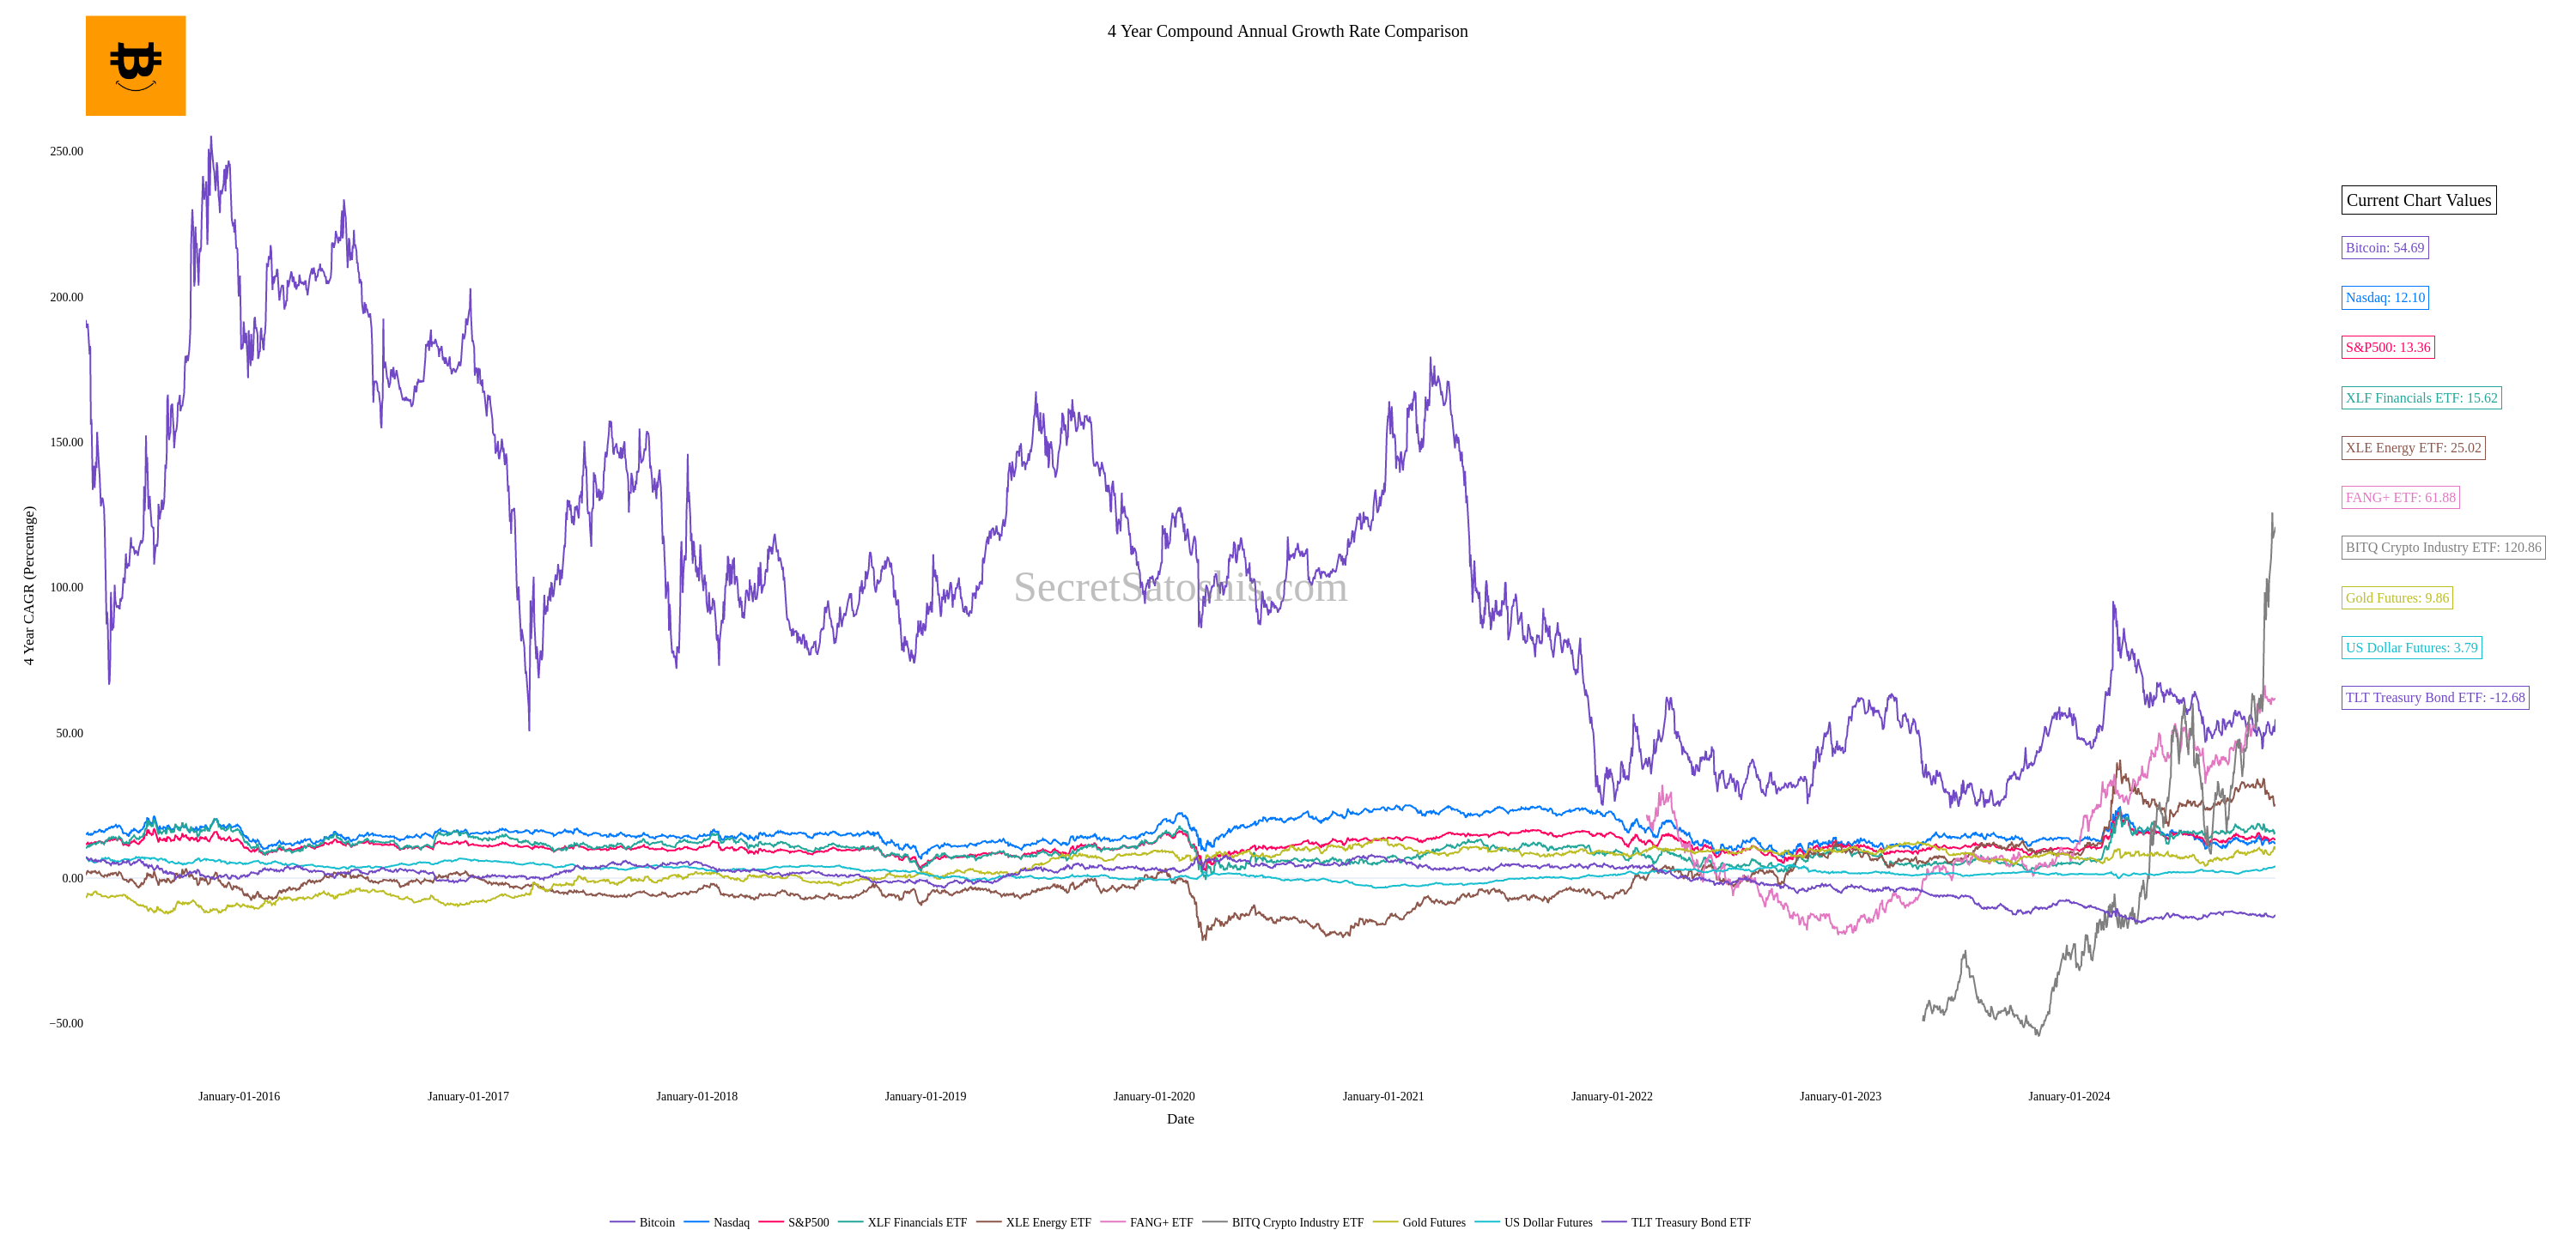 4 Year Compound Annual Growth Rate Comparison
250.00
200.00
150.00
100.00
50.00
0.00
−50.00
4 Year CAGR (Percentage)
SecretSatoshis.com
January-01-2016
January-01-2017
January-01-2018
January-01-2019
January-01-2020
January-01-2021
January-01-2022
January-01-2023
January-01-2024
Date
Current Chart Values
Bitcoin: 54.69
Nasdaq: 12.10
S&P500: 13.36
XLF Financials ETF: 15.62
XLE Energy ETF: 25.02
FANG+ ETF: 61.88
BITQ Crypto Industry ETF: 120.86
Gold Futures: 9.86
US Dollar Futures: 3.79
TLT Treasury Bond ETF: -12.68
Bitcoin Nasdaq S&P500 XLF Financials ETF XLE Energy ETF FANG+ ETF BITQ Crypto Industry ETF Gold Futures US Dollar Futures TLT Treasury Bond ETF